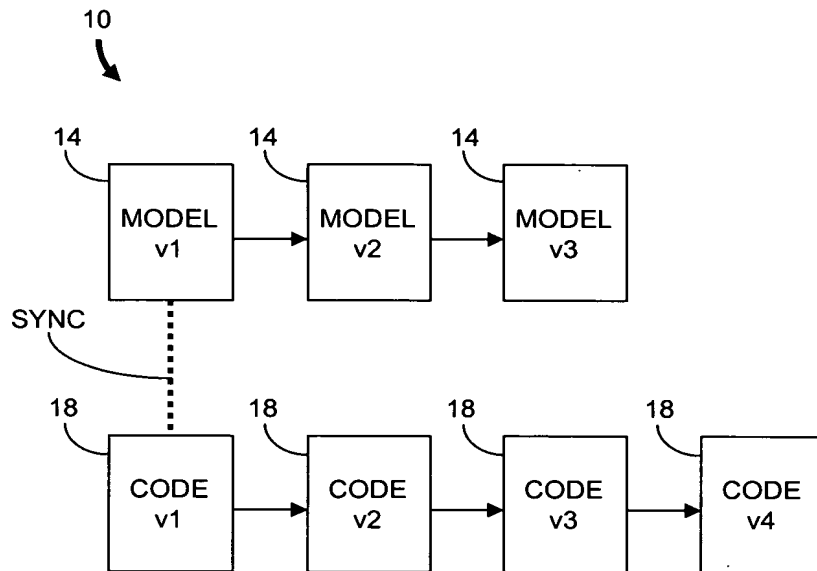 10
14 14 14
MODEL v1
MODEL v2
MODEL v3
SYNC
18 18 18 18
CODE v1
CODE v2
CODE v3
CODE v4